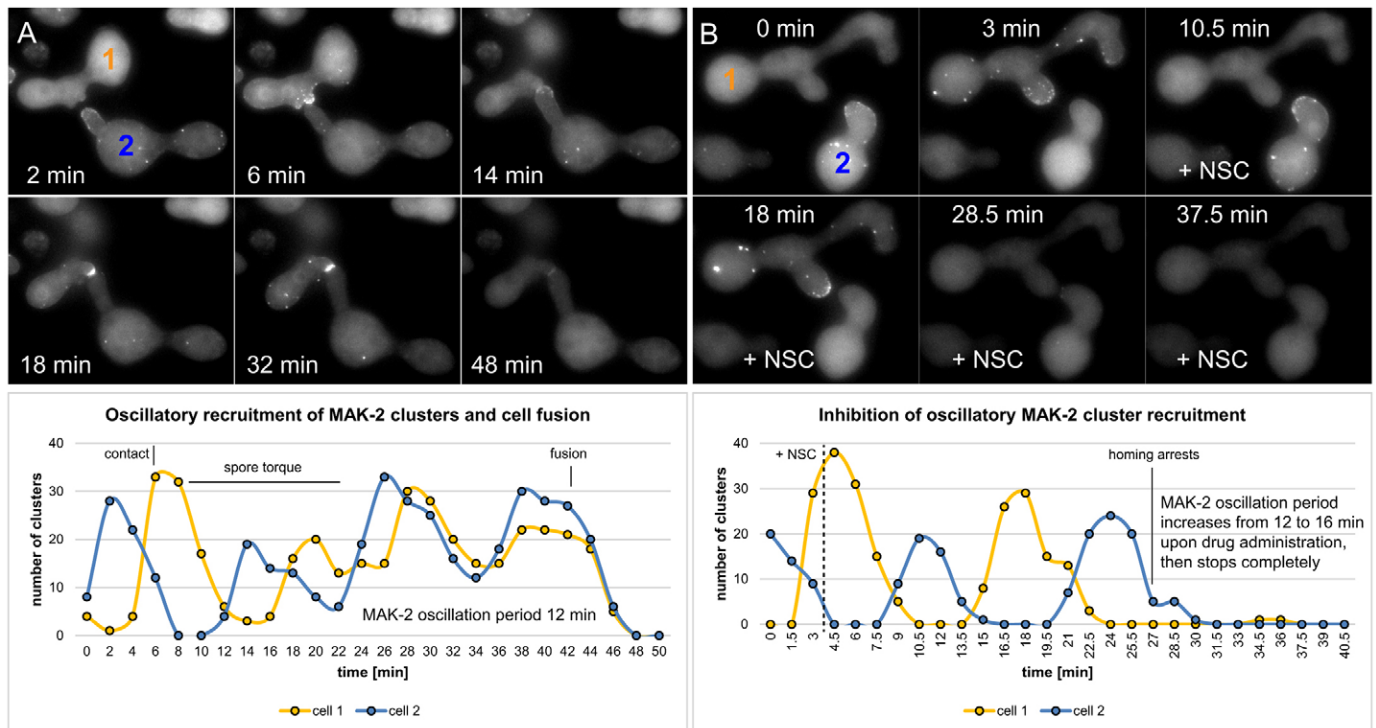 A
1
2
2 min
6 min
14 min
18 min
32 min
48 min
B
0 min
3 min
10.5 min
1
2
+ NSC
18 min
28.5 min
37.5 min
+ NSC
+ NSC
+ NSC
Oscillatory recruitment of MAK-2 clusters and cell fusion
40
30
20
10
0
number of clusters
contact
spore torque
fusion
MAK-2 oscillation period 12 min
0 2 4 6 8 10 12 14 16 18 20 22 24 26 28 30 32 34 36 38 40 42 44 46 48 50
time [min]
cell 1 cell 2
Inhibition of oscillatory MAK-2 cluster recruitment
40
30
20
10
0
number of clusters
+ NSC
homing arrests
MAK-2 oscillation period
increases from 12 to 16 min
upon drug administration,
then stops completely
0 1.5 3 4.5 6 7.5 9 10.5 12 13.5 15 16.5 18 19.5 21 22.5 24 25.5 27 28.5 30 31.5 33 34.5 36 37.5 39 40.5
time [min]
cell 1 cell 2